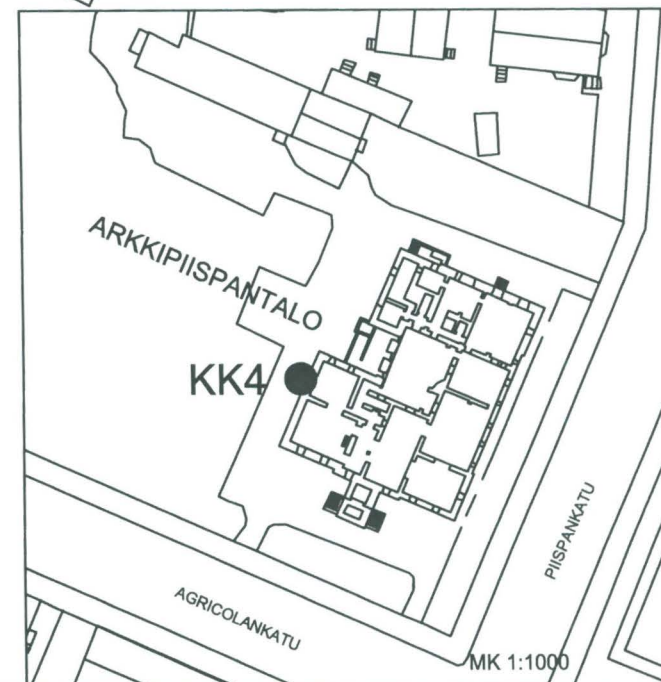 ARKKIPIISPANTALO
KK4
PIISPANKATU
AGRICOLANKATU
MK 1:1000